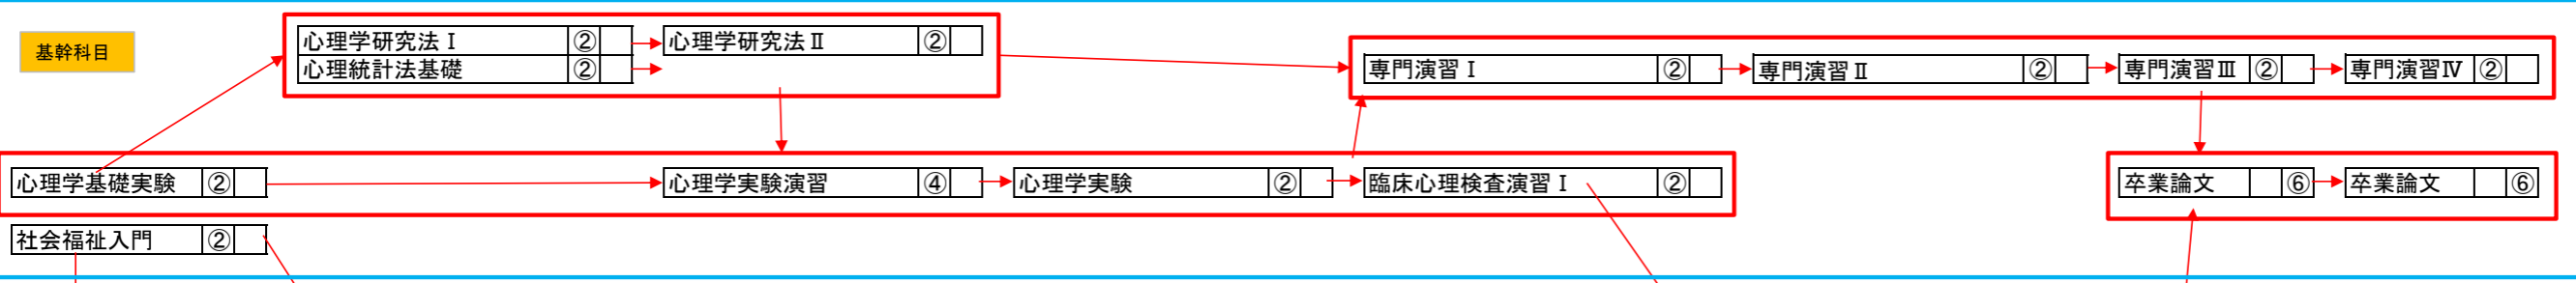 基幹科目
心理学研究法Ⅰ ② 心理学研究法Ⅱ ②
心理統計法基礎 ②
専門演習Ⅰ ② 専門演習Ⅱ ② 専門演習Ⅲ ② 専門演習Ⅳ ②
心理学基礎実験 ② 心理学実験演習 ④ 心理学実験 ② 臨床心理検査演習Ⅰ ② 卒業論文 ⑥ 卒業論文 ⑥
社会福祉入門 ②